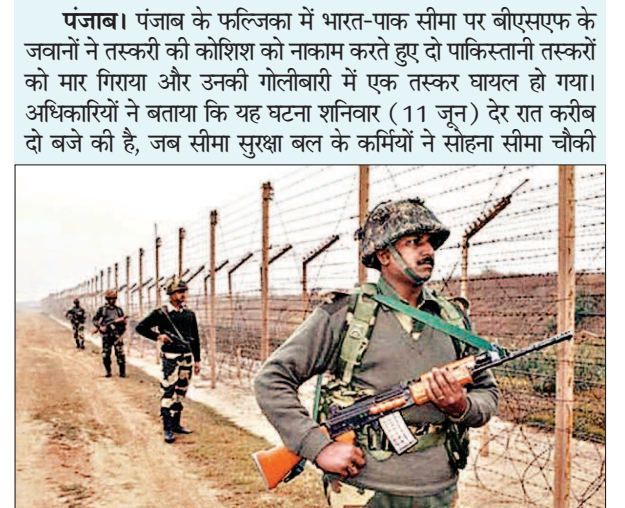 पंजाब। पंजाब के फल्जिका में भारत-पाक सीमा पर बीएसएफ के
जवानों ने तस्करी की कोशिश को नाकाम करते हुए दो पाकिस्तानी तस्करों
को मार गिराया और उनकी गोलीबारी में एक तस्कर घायल हो गया।
अधिकारियों ने बताया कि यह घटना शनिवार (11 जून) देर रात करीब
दो बजे की है, जब सीमा सुरक्षा बल के कर्मियों ने सोहना सीमा चौकी